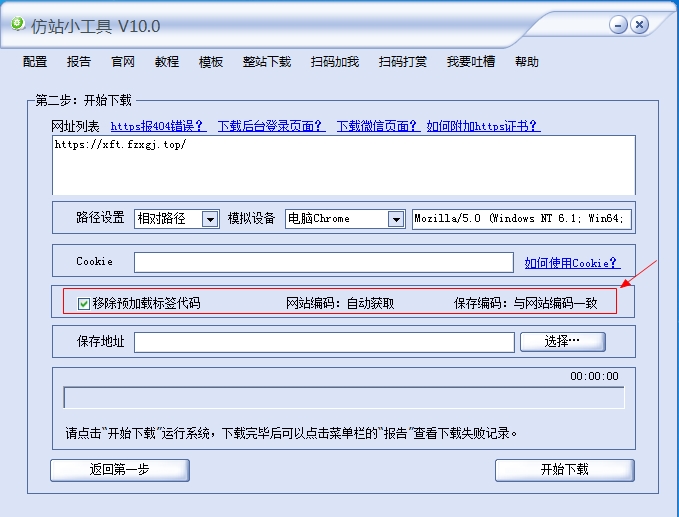 仿站小工具 V10.0
配置 报告 官网 教程 模板 整站下载 扫码加我 扫码打赏 我要吐槽 帮助
第二步：开始下载
网址列表 https报404错误? 下载后台登录页面? 下载微信页面? 如何附加https证书?
https://xft.fzxgj.top/
路径设置 相对路径 模拟设备 电脑Chrome Mozilla/5.0 (Windows NT 6.1; Win64;
Cookie 如何使用Cookie?
移除预加载标签代码 网站编码：自动获取 保存编码：与网站编码一致
保存地址 选择…
00:00:00
请点击“开始下载”运行系统，下载完毕后可以点击菜单栏的“报告”查看下载失败记录。
返回第一步 开始下载